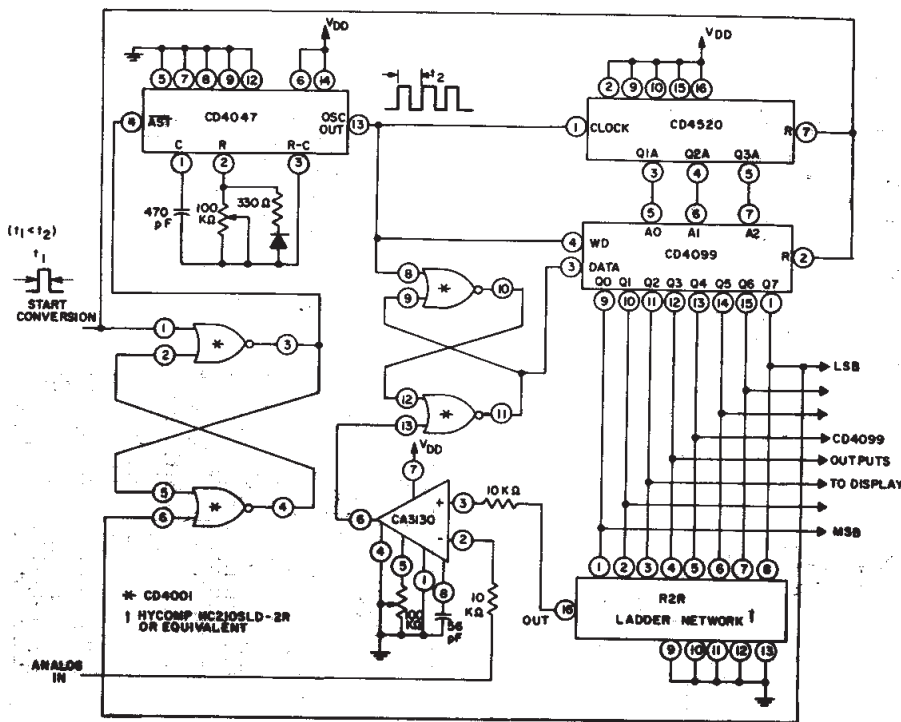 VDD
5 7 8 9 12 6 14
4 AST CD4047 OSC OUT 13
C R R-C
1 2 3
470 pF
100 KΩ
330Ω
t2
VDD
2 9 10 15 16
1 CLOCK CD4520 R 7
Q1A Q2A Q3A
3 4 5
5 6 7
A0 A1 A2
4 WD CD4099 R 2
3 DATA
Q0 Q1 Q2 Q3 Q4 Q5 Q6 Q7
9 10 11 12 13 14 15 1
(t1 < t2)
t1
START CONVERSION
1
2
* 3
5
6
* 4
8
9
* 10
12
13
* 11
LSB
CD4099
OUTPUTS
TO DISPLAY
MSB
VDD
7
6 CA3130 + 3 10KΩ
- 2
4 5 1 8
100 KΩ
56 pF
10 KΩ
1 2 3 4 5 6 7 8
R2R
OUT 16 LADDER NETWORK †
9 10 11 12 13
* CD4001
† HYCOMP HC210SLD-2R
OR EQUIVALENT
ANALOG IN